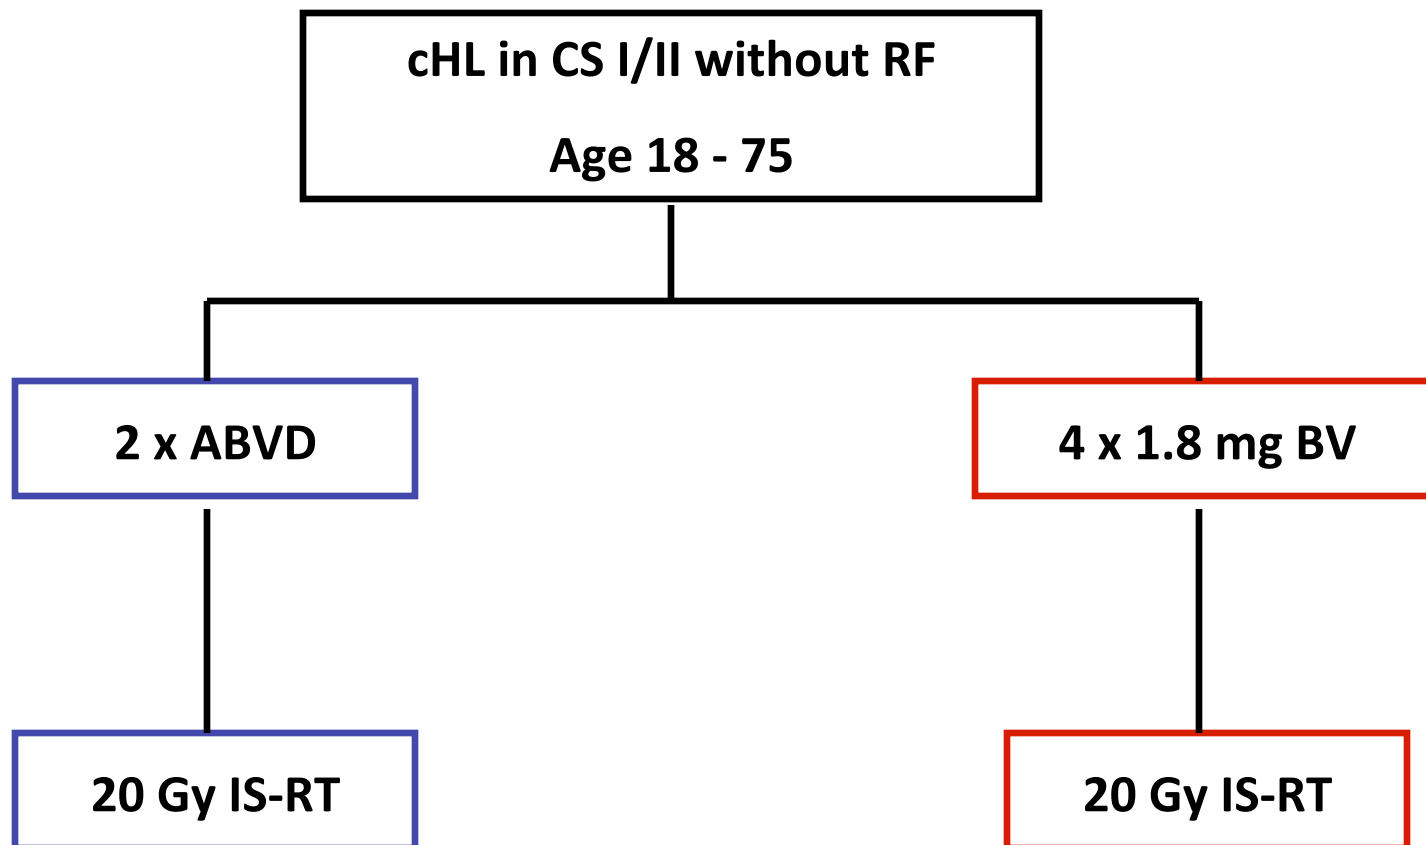 cHL in CS I/II without RF
Age 18 - 75
2 x ABVD
4 x 1.8 mg BV
20 Gy IS-RT
20 Gy IS-RT